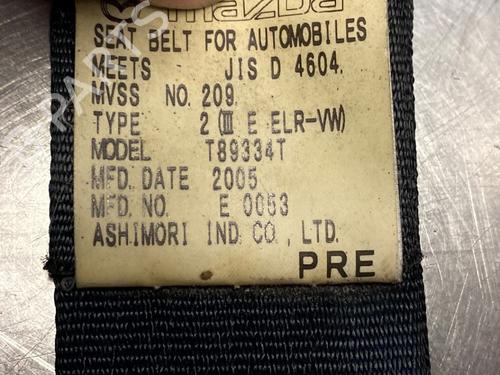 mazda
SEAT BELT FOR AUTOMOBILES
MEETS JIS D 4604.
MVSS NO. 209.
TYPE 2 (III E ELR-VW)
MODEL T89334T
MFD. DATE 2005
MFD. NO. E 0053
ASHIMORI IND. CO., LTD.
PRE